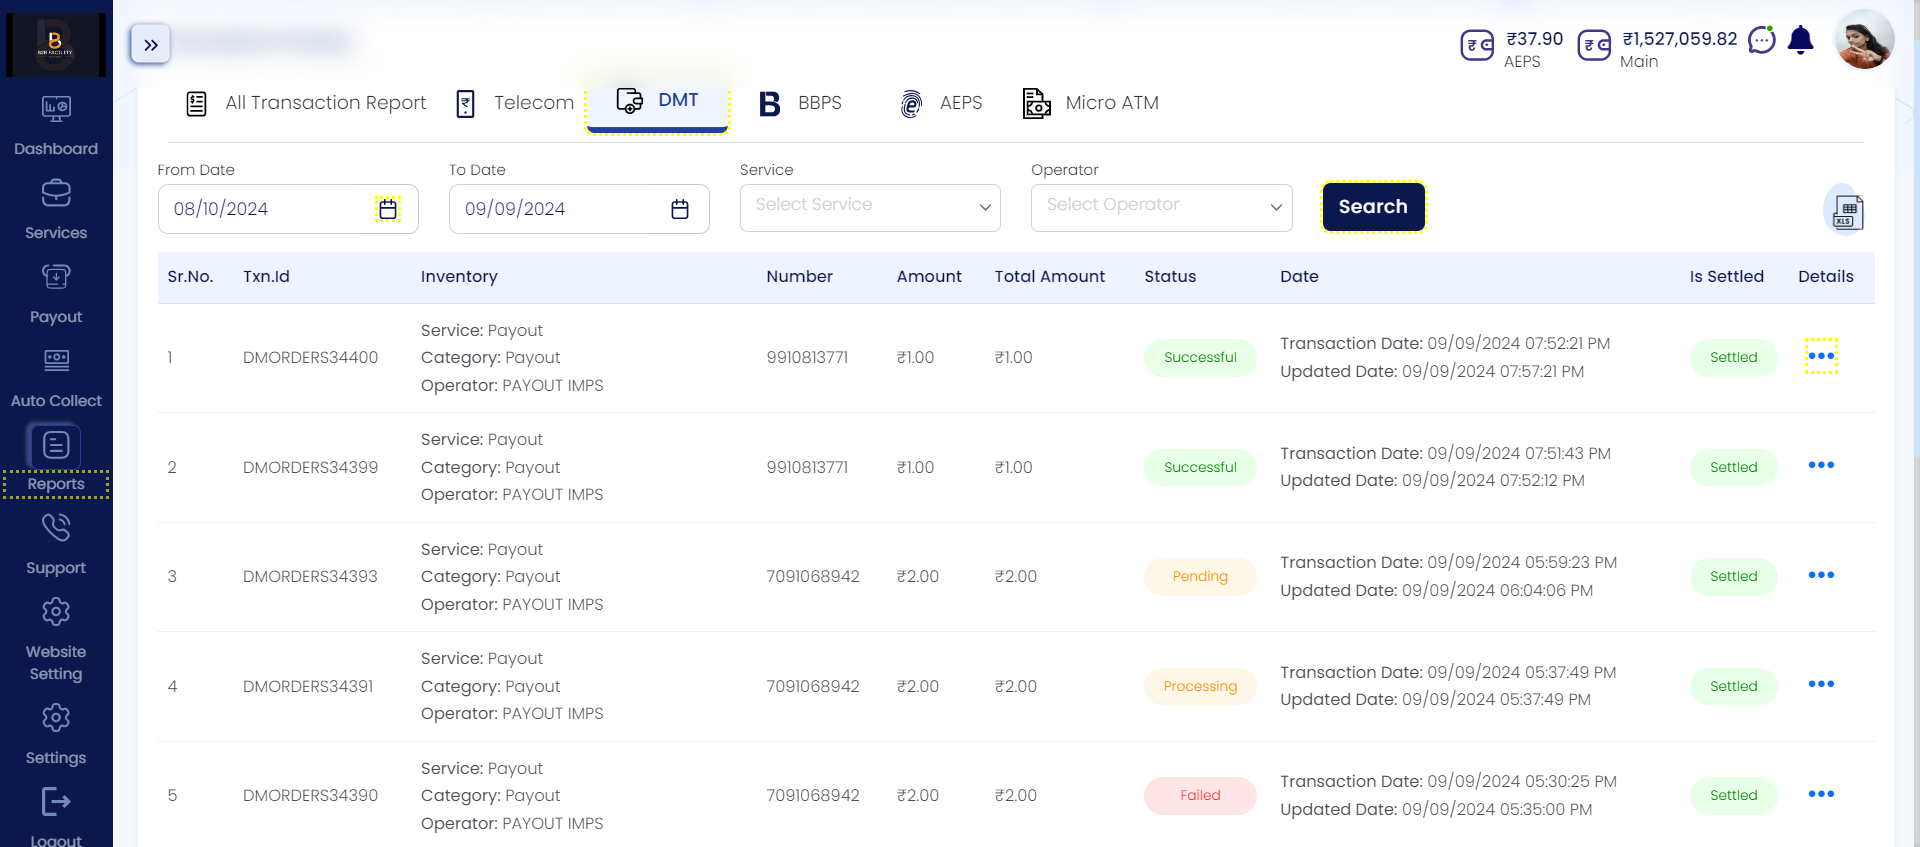 B2B FACILITY
₹37.90
AEPS
₹1,527,059.82
Main
All Transaction Report
Telecom
DMT
BBPS
AEPS
Micro ATM
From Date
To Date
Service
Operator
08/10/2024
09/09/2024
Select Service
Select Operator
Search
XLS
Dashboard
Services
Payout
Auto Collect
Reports
Support
Website
Setting
Settings
Logout
Sr.No. Txn.Id Inventory Number Amount Total Amount Status Date Is Settled Details
1 DMORDERS34400
Service: Payout
Category: Payout
Operator: PAYOUT IMPS
9910813771 ₹1.00 ₹1.00 Successful
Transaction Date: 09/09/2024 07:52:21 PM
Updated Date: 09/09/2024 07:57:21 PM
Settled
2 DMORDERS34399
Service: Payout
Category: Payout
Operator: PAYOUT IMPS
9910813771 ₹1.00 ₹1.00 Successful
Transaction Date: 09/09/2024 07:51:43 PM
Updated Date: 09/09/2024 07:52:12 PM
Settled
3 DMORDERS34393
Service: Payout
Category: Payout
Operator: PAYOUT IMPS
7091068942 ₹2.00 ₹2.00 Pending
Transaction Date: 09/09/2024 05:59:23 PM
Updated Date: 09/09/2024 06:04:06 PM
Settled
4 DMORDERS34391
Service: Payout
Category: Payout
Operator: PAYOUT IMPS
7091068942 ₹2.00 ₹2.00 Processing
Transaction Date: 09/09/2024 05:37:49 PM
Updated Date: 09/09/2024 05:37:49 PM
Settled
5 DMORDERS34390
Service: Payout
Category: Payout
Operator: PAYOUT IMPS
7091068942 ₹2.00 ₹2.00 Failed
Transaction Date: 09/09/2024 05:30:25 PM
Updated Date: 09/09/2024 05:35:00 PM
Settled